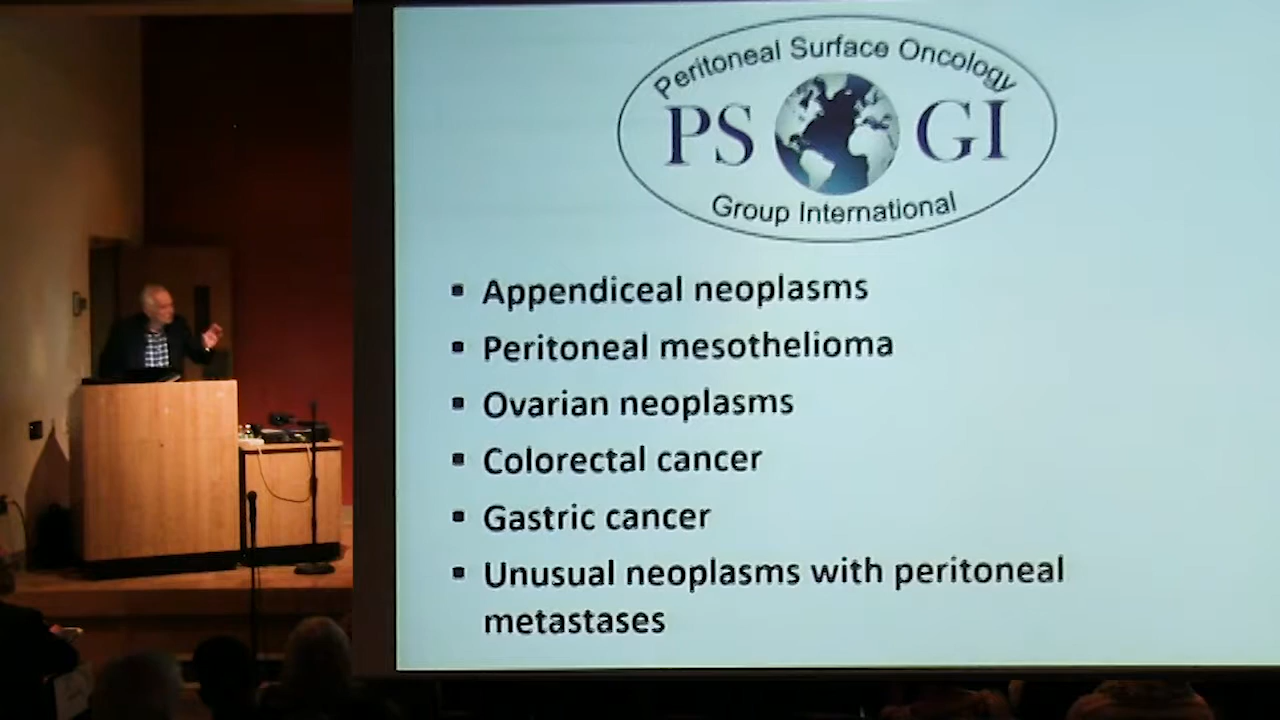 Peritoneal Surface Oncology
PS GI
Group International
▪ Appendiceal neoplasms
▪ Peritoneal mesothelioma
▪ Ovarian neoplasms
▪ Colorectal cancer
▪ Gastric cancer
▪ Unusual neoplasms with peritoneal
metastases